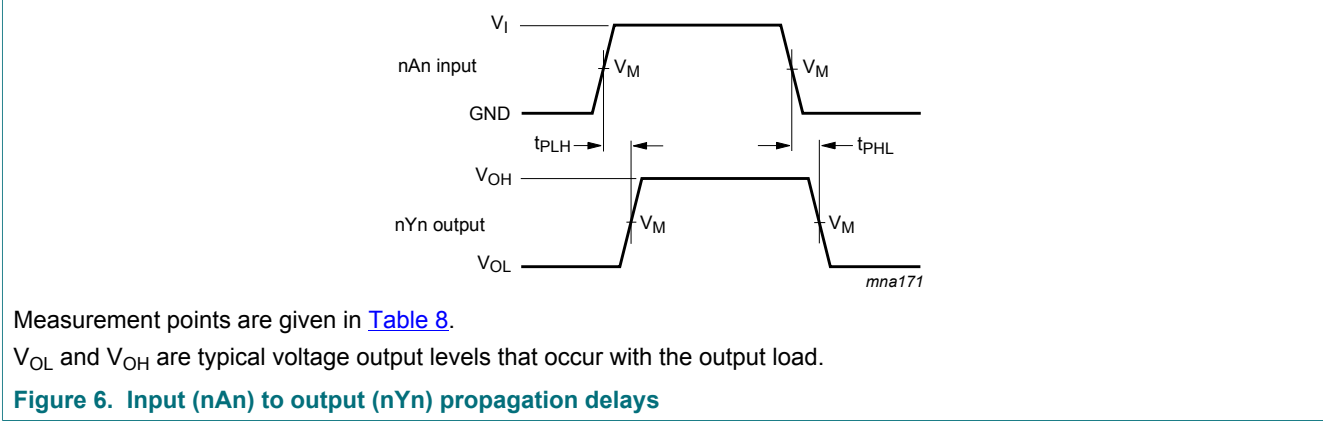 V_I
nAn input
V_M
V_M
GND
t_PLH
t_PHL
V_OH
nYn output
V_M
V_M
V_OL
mna171
Measurement points are given in Table 8.
V_OL and V_OH are typical voltage output levels that occur with the output load.
Figure 6. Input (nAn) to output (nYn) propagation delays